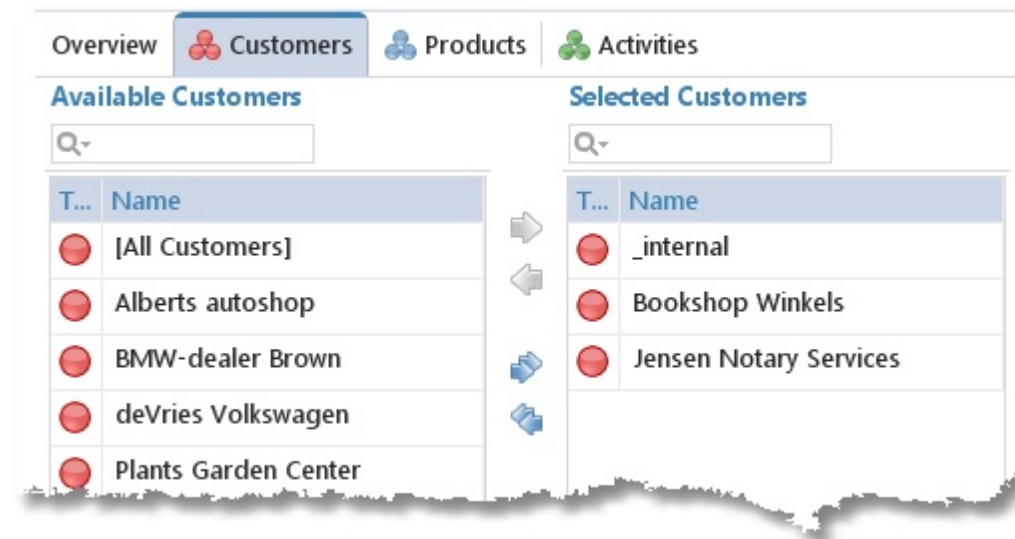 Overview Customers Products Activities
Available Customers
Selected Customers
T... Name
[All Customers]
Alberts autoshop
BMW-dealer Brown
deVries Volkswagen
Plants Garden Center
T... Name
_internal
Bookshop Winkels
Jensen Notary Services